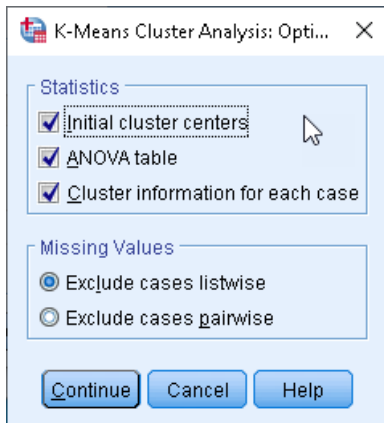 K-Means Cluster Analysis: Opti...
Statistics
Initial cluster centers
ANOVA table
Cluster information for each case
Missing Values
Exclude cases listwise
Exclude cases pairwise
Continue Cancel Help